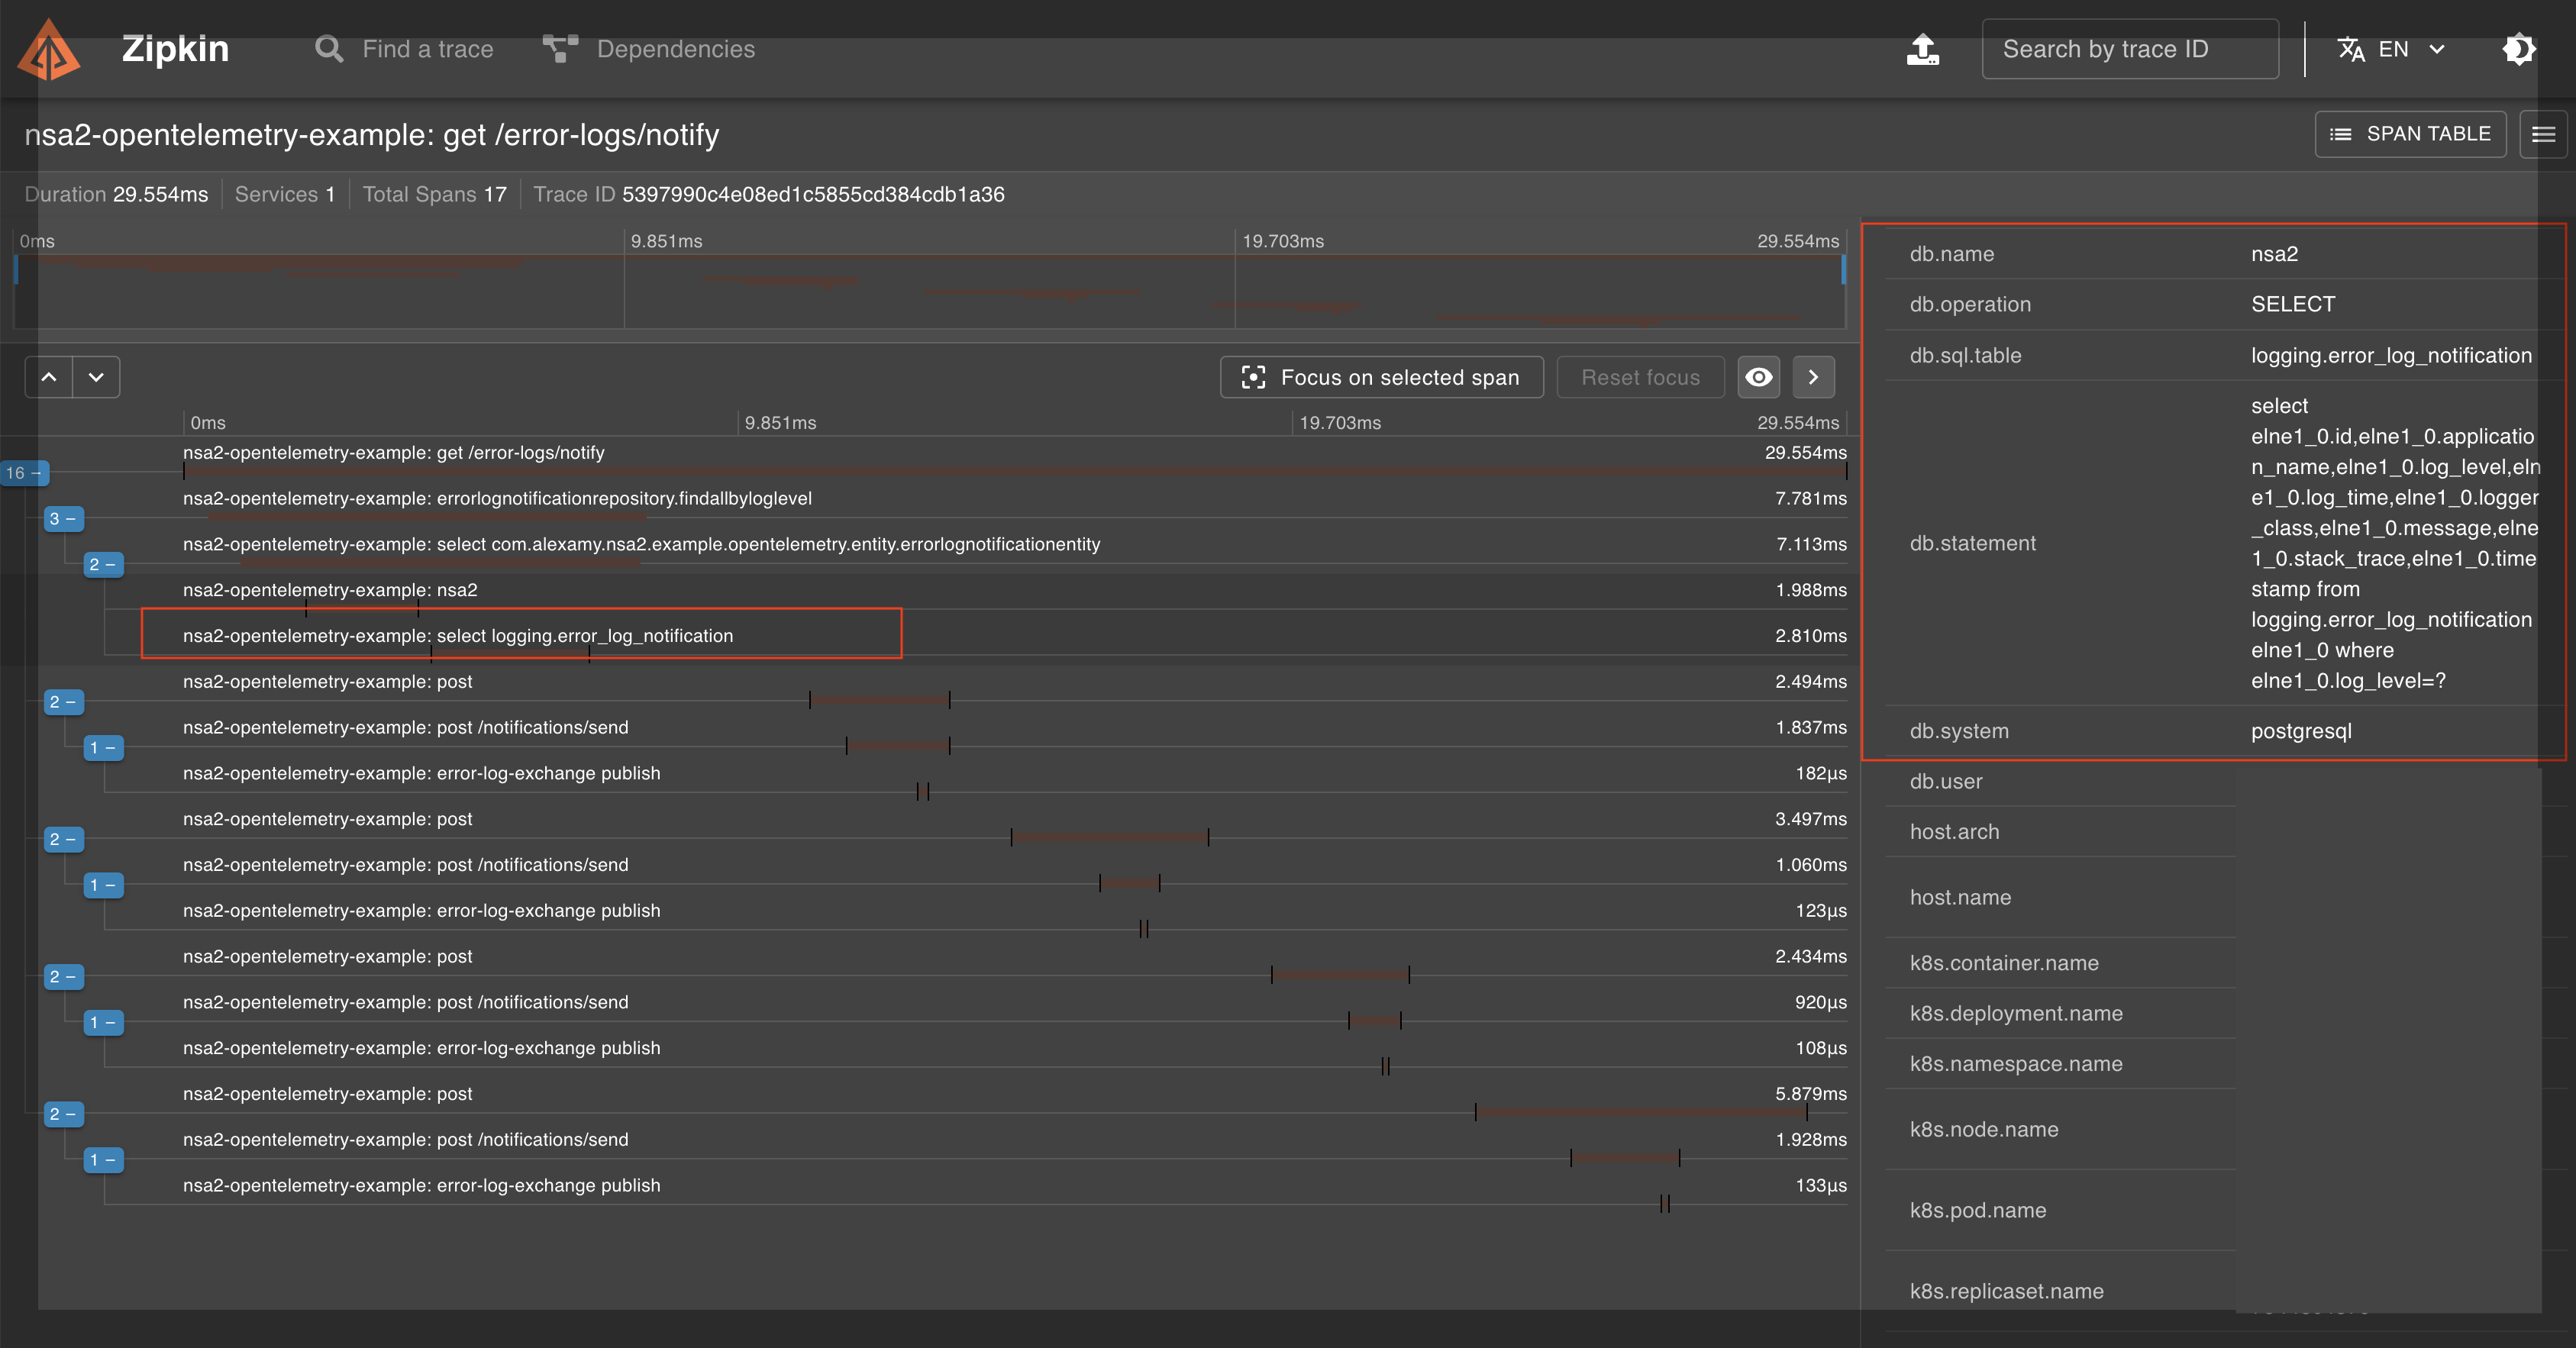 Zipkin
Find a trace
Dependencies
Search by trace ID
EN
nsa2-opentelemetry-example: get /error-logs/notify
SPAN TABLE
Duration 29.554ms
Services 1
Total Spans 17
Trace ID 5397990c4e08ed1c5855cd384cdb1a36
0ms
9.851ms
19.703ms
29.554ms
Focus on selected span
Reset focus
0ms
9.851ms
19.703ms
29.554ms
nsa2-opentelemetry-example: get /error-logs/notify
29.554ms
16 −
nsa2-opentelemetry-example: errorlognotificationrepository.findallbyloglevel
7.781ms
3 −
nsa2-opentelemetry-example: select com.alexamy.nsa2.example.opentelemetry.entity.errorlognotificationentity
7.113ms
2 −
nsa2-opentelemetry-example: nsa2
1.988ms
nsa2-opentelemetry-example: select logging.error_log_notification
2.810ms
nsa2-opentelemetry-example: post
2.494ms
2 −
nsa2-opentelemetry-example: post /notifications/send
1.837ms
1 −
nsa2-opentelemetry-example: error-log-exchange publish
182µs
nsa2-opentelemetry-example: post
3.497ms
2 −
nsa2-opentelemetry-example: post /notifications/send
1.060ms
1 −
nsa2-opentelemetry-example: error-log-exchange publish
123µs
nsa2-opentelemetry-example: post
2.434ms
2 −
nsa2-opentelemetry-example: post /notifications/send
920µs
1 −
nsa2-opentelemetry-example: error-log-exchange publish
108µs
nsa2-opentelemetry-example: post
5.879ms
2 −
nsa2-opentelemetry-example: post /notifications/send
1.928ms
1 −
nsa2-opentelemetry-example: error-log-exchange publish
133µs
db.name
nsa2
db.operation
SELECT
db.sql.table
logging.error_log_notification
db.statement
select
elne1_0.id,elne1_0.applicatio
n_name,elne1_0.log_level,eln
e1_0.log_time,elne1_0.logger
_class,elne1_0.message,elne
1_0.stack_trace,elne1_0.time
stamp from
logging.error_log_notification
elne1_0 where
elne1_0.log_level=?
db.system
postgresql
db.user
host.arch
host.name
k8s.container.name
k8s.deployment.name
k8s.namespace.name
k8s.node.name
k8s.pod.name
k8s.replicaset.name